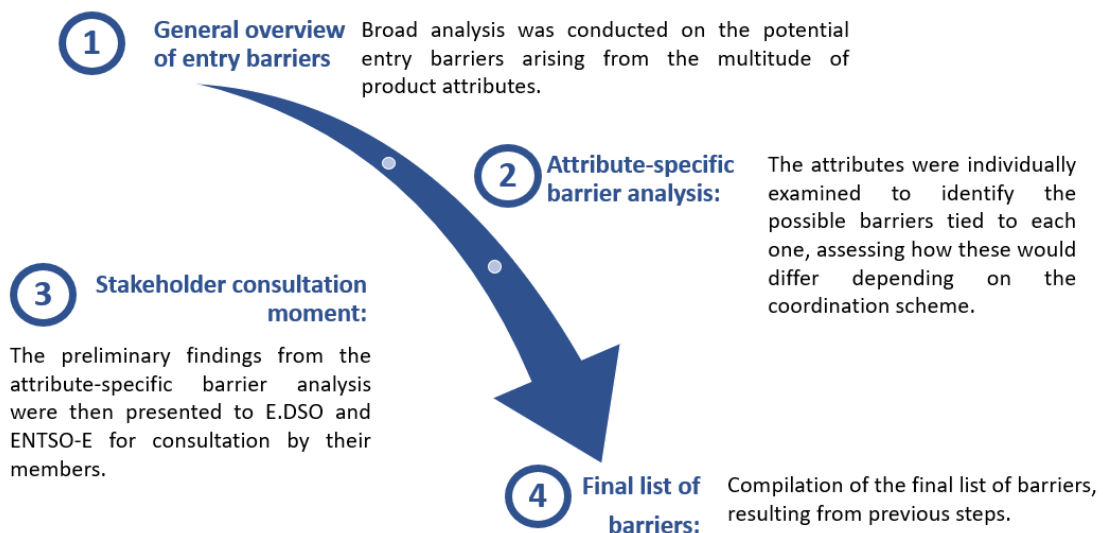 1
General overview
of entry barriers
Broad analysis was conducted on the potential
entry barriers arising from the multitude of
product attributes.
2
Attribute-specific
barrier analysis:
The attributes were individually
examined to identify the
possible barriers tied to each
one, assessing how these would
differ depending on the
coordination scheme.
3
Stakeholder consultation
moment:
The preliminary findings from the
attribute-specific barrier analysis
were then presented to E.DSO and
ENTSO-E for consultation by their
members.
4
Final list of
barriers:
Compilation of the final list of barriers,
resulting from previous steps.